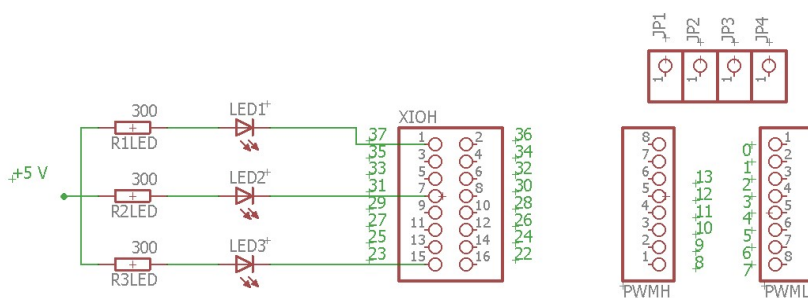 JP1 JP2 JP3 JP4
1 1 1 1
300 LED1
R1LED
+5 V
300 LED2
R2LED
300 LED3
R3LED
XIOH
37 1 2 36
35 3 4 34
33 5 6 32
31 7 8 30
29 9 10 28
27 11 12 26
25 13 14 24
23 15 16 22
8
7
6
5 13
4 12
3 11
2 10
1 9
8
PWMH
0 1
1 2
2 3
3 4
4 5
5 6
6 7
7 8
PWML